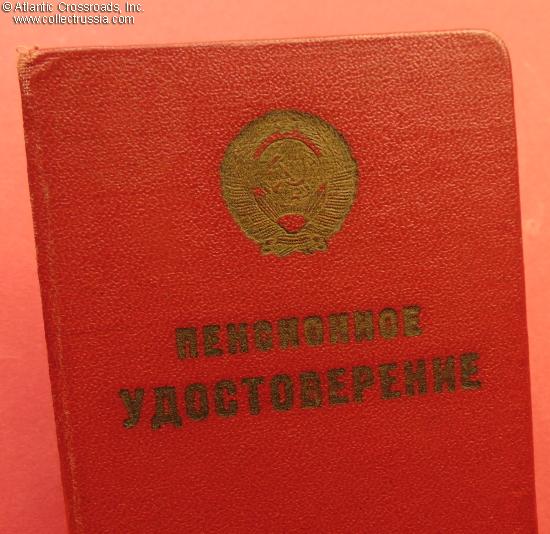 © Atlantic Crossroads, Inc.
www.collectrussia.com
ПЕНСИОННОЕ
УДОСТОВЕРЕНИЕ